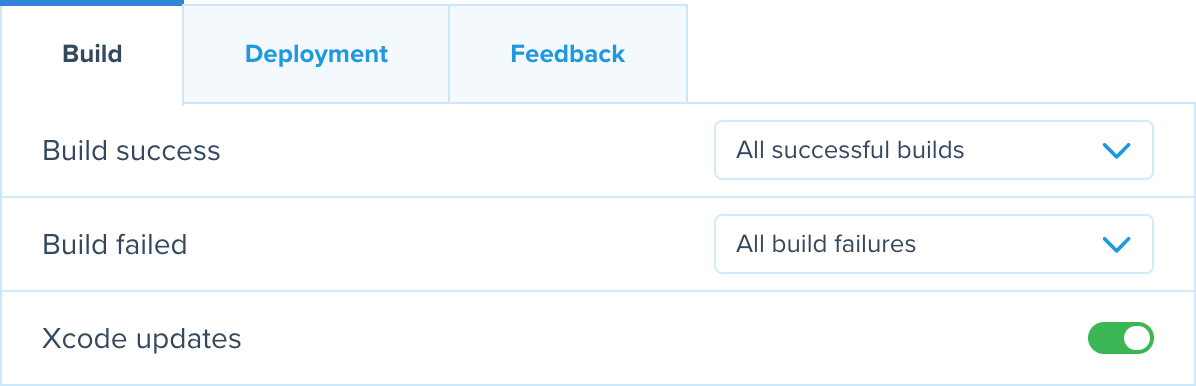 Build
Deployment
Feedback
Build success
All successful builds
Build failed
All build failures
Xcode updates